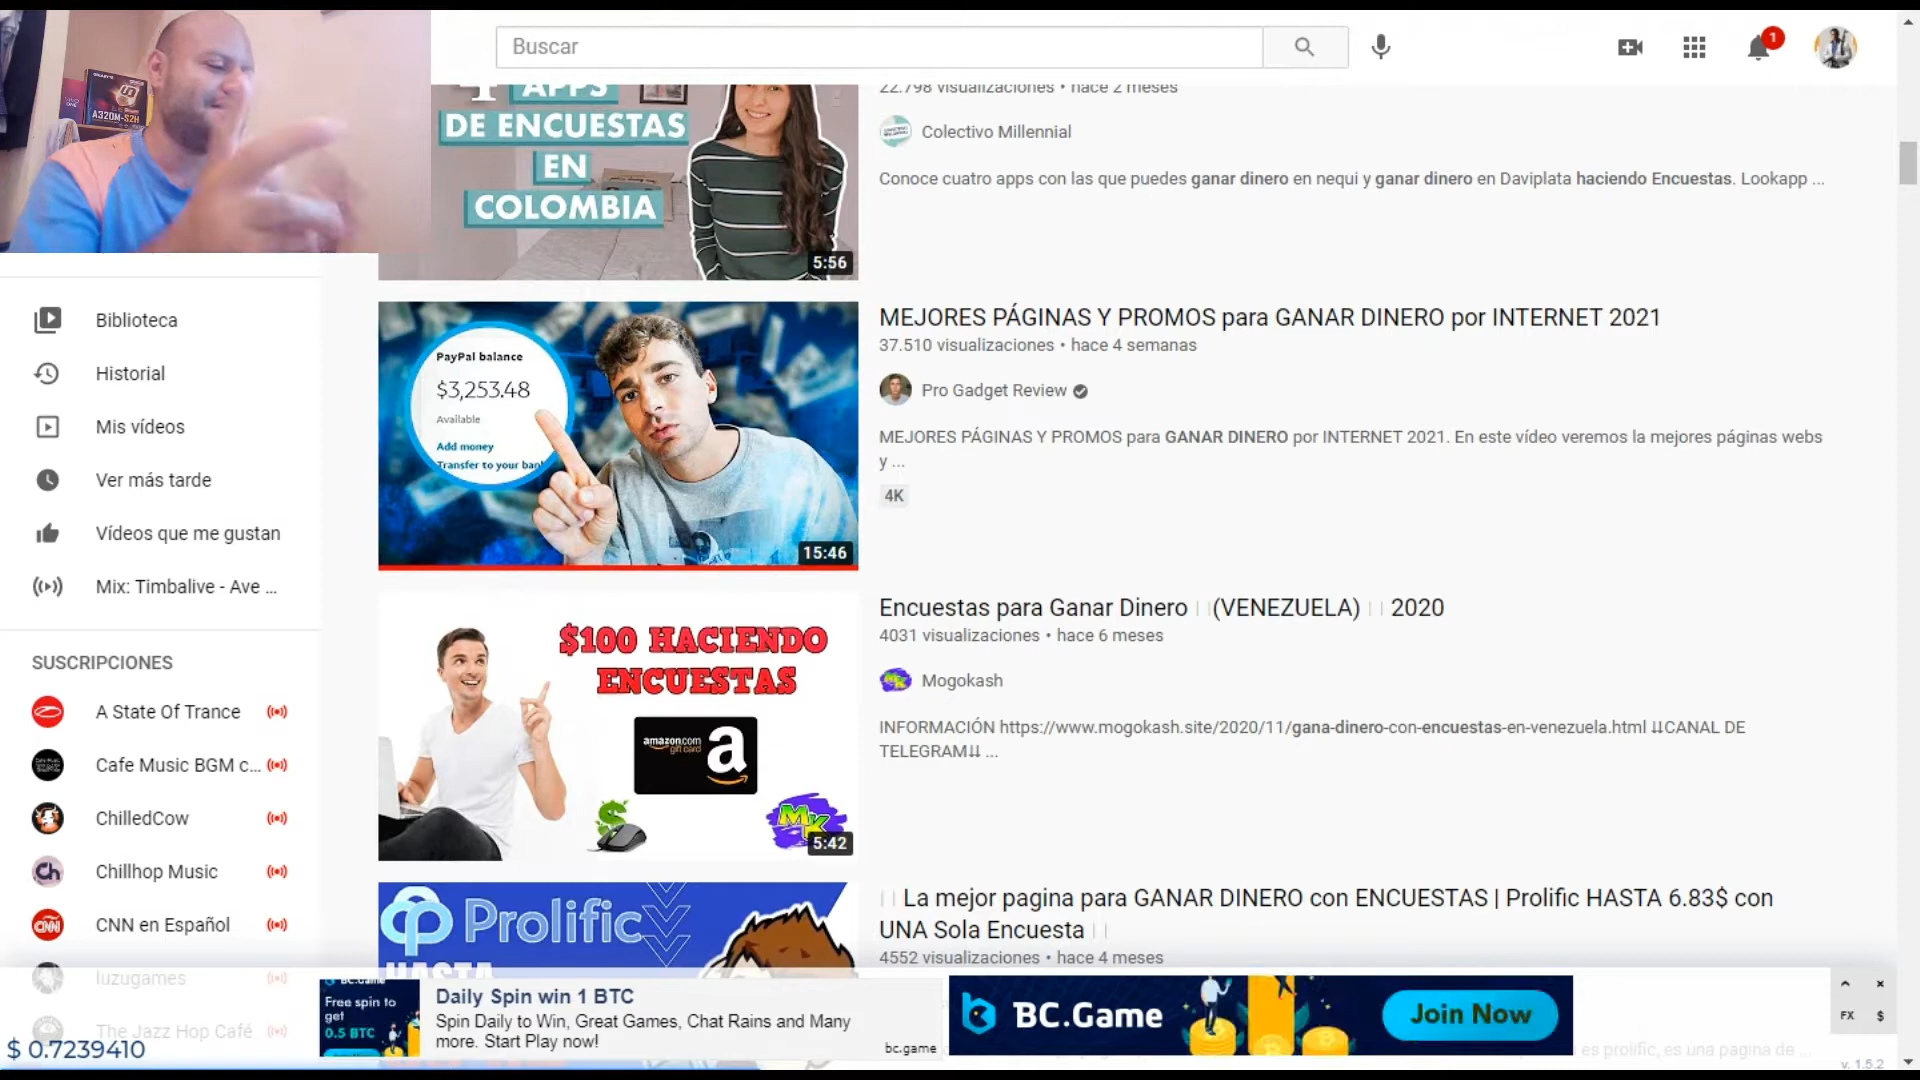 GIGABYTE
A320M-S2H
Buscar
1
APPS
DE ENCUESTAS
EN
COLOMBIA
5:56
22.798 visualizaciones • hace 2 meses
Colectivo Millennial
Conoce cuatro apps con las que puedes ganar dinero en nequi y ganar dinero en Daviplata haciendo Encuestas. Lookapp ...
Biblioteca
Historial
Mis vídeos
Ver más tarde
Vídeos que me gustan
Mix: Timbalive - Ave ...
SUSCRIPCIONES
A State Of Trance
Cafe Music BGM c...
ChilledCow
Chillhop Music
CNN en Español
luzugames
The Jazz Hop Café
$ 0.7239410
PayPal balance
$3,253.48
Available
Add money
Transfer to your bank
15:46
MEJORES PÁGINAS Y PROMOS para GANAR DINERO por INTERNET 2021
37.510 visualizaciones • hace 4 semanas
Pro Gadget Review
MEJORES PÁGINAS Y PROMOS para GANAR DINERO por INTERNET 2021. En este vídeo veremos la mejores páginas webs
y ...
4K
$100 HACIENDO
ENCUESTAS
amazon.com
gift card
a
MK
5:42
Encuestas para Ganar Dinero (VENEZUELA) 2020
4031 visualizaciones • hace 6 meses
Mogokash
INFORMACIÓN https://www.mogokash.site/2020/11/gana-dinero-con-encuestas-en-venezuela.html ⇊CANAL DE
TELEGRAM⇊ ...
Prolific
HASTA
La mejor pagina para GANAR DINERO con ENCUESTAS | Prolific HASTA 6.83$ con
UNA Sola Encuesta
4552 visualizaciones • hace 4 meses
BC.Game
Free spin to
get
0.5 BTC
Daily Spin win 1 BTC
Spin Daily to Win, Great Games, Chat Rains and Many
more. Start Play now!
bc.game
BC.Game
Join Now
FX $
es prolific, es una pagina de ...
v. 1.5.2